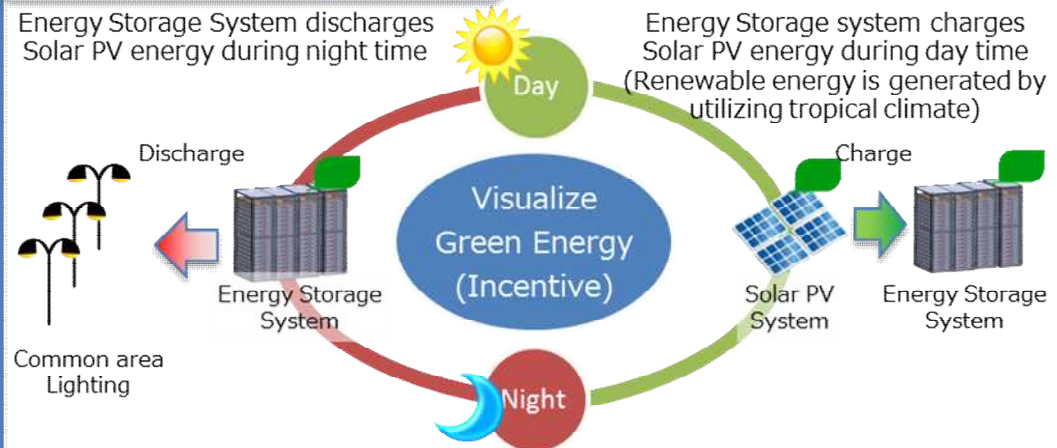 Energy Storage System discharges
Solar PV energy during night time
Energy Storage system charges
Solar PV energy during day time
(Renewable energy is generated by
utilizing tropical climate)
Day
Discharge
Charge
Visualize
Green Energy
(Incentive)
Energy Storage
System
Solar PV
System
Energy Storage
System
Common area
Lighting
Night